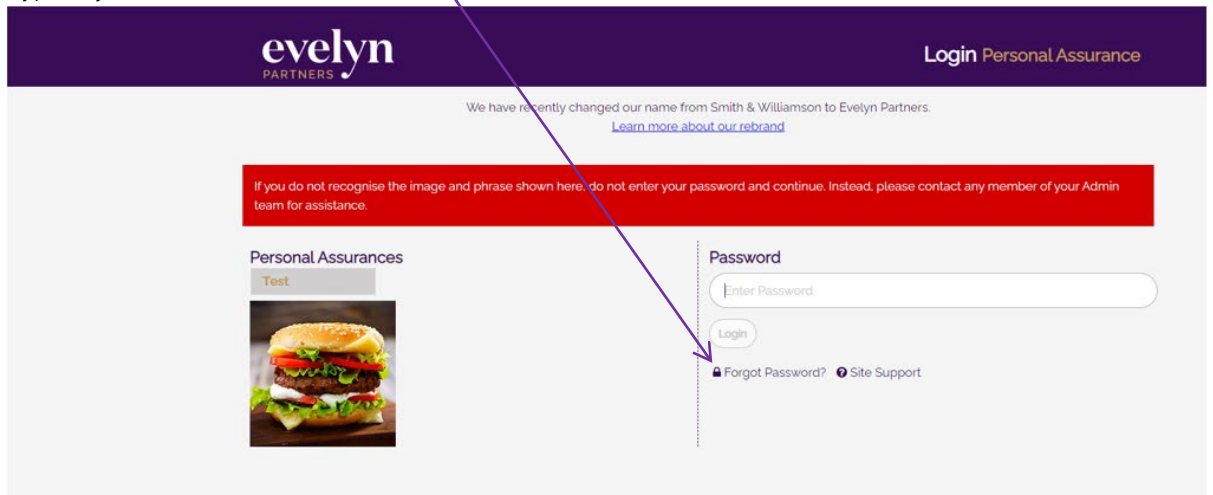 evelyn
PARTNERS
Login Personal Assurance
We have recently changed our name from Smith & Williamson to Evelyn Partners.
Learn more about our rebrand
If you do not recognise the image and phrase shown here, do not enter your password and continue. Instead, please contact any member of your Admin
team for assistance.
Personal Assurances
Test
Password
Enter Password
Login
Forgot Password? Site Support